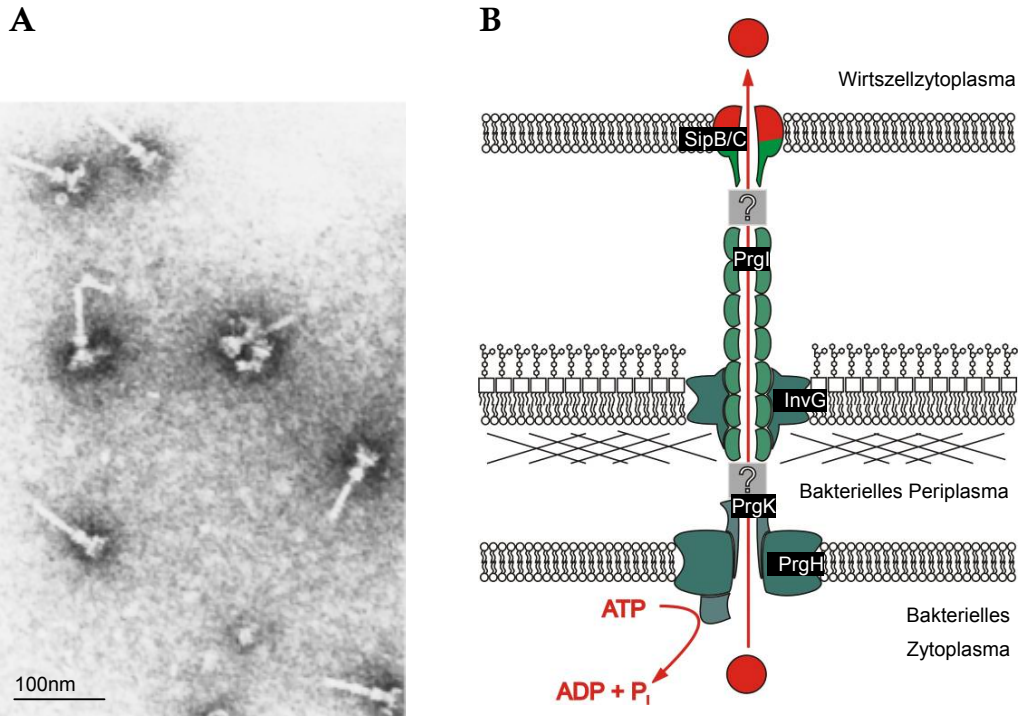 A
B
Wirtszellzytoplasma
SipB/C
?
PrgI
InvG
?
Bakterielles Periplasma
PrgK
PrgH
ATP
Bakterielles
Zytoplasma
ADP + Pi
100nm